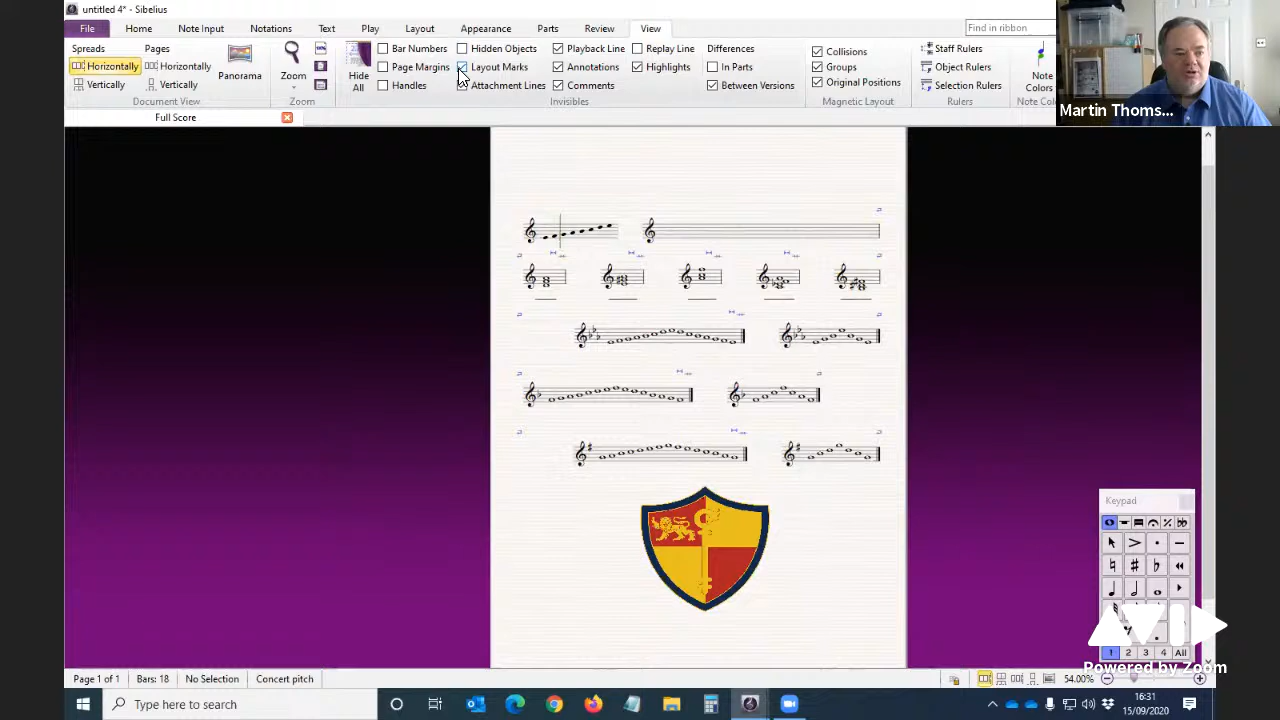 untitled 4* - Sibelius
File Home Note Input Notations Text Play Layout Appearance Parts Review View Find in ribbon
Spreads Pages
Horizontally Horizontally Panorama
Vertically Vertically
Document View
Zoom 100%
Zoom
Hide All
Bar Numbers Hidden Objects Playback Line Replay Line
Page Margins Layout Marks Annotations Highlights
Handles Attachment Lines Comments
Invisibles
Differences
In Parts
Between Versions
Collisions
Groups
Original Positions
Magnetic Layout
Staff Rulers
Object Rulers
Selection Rulers
Rulers
Note Colors
Note Co
Martin Thoms...
Full Score
Keypad
1 2 3 4 All
AVID
Powered by Zoom
Page 1 of 1 Bars: 18 No Selection Concert pitch 54.00%
Type here to search
16:31
15/09/2020